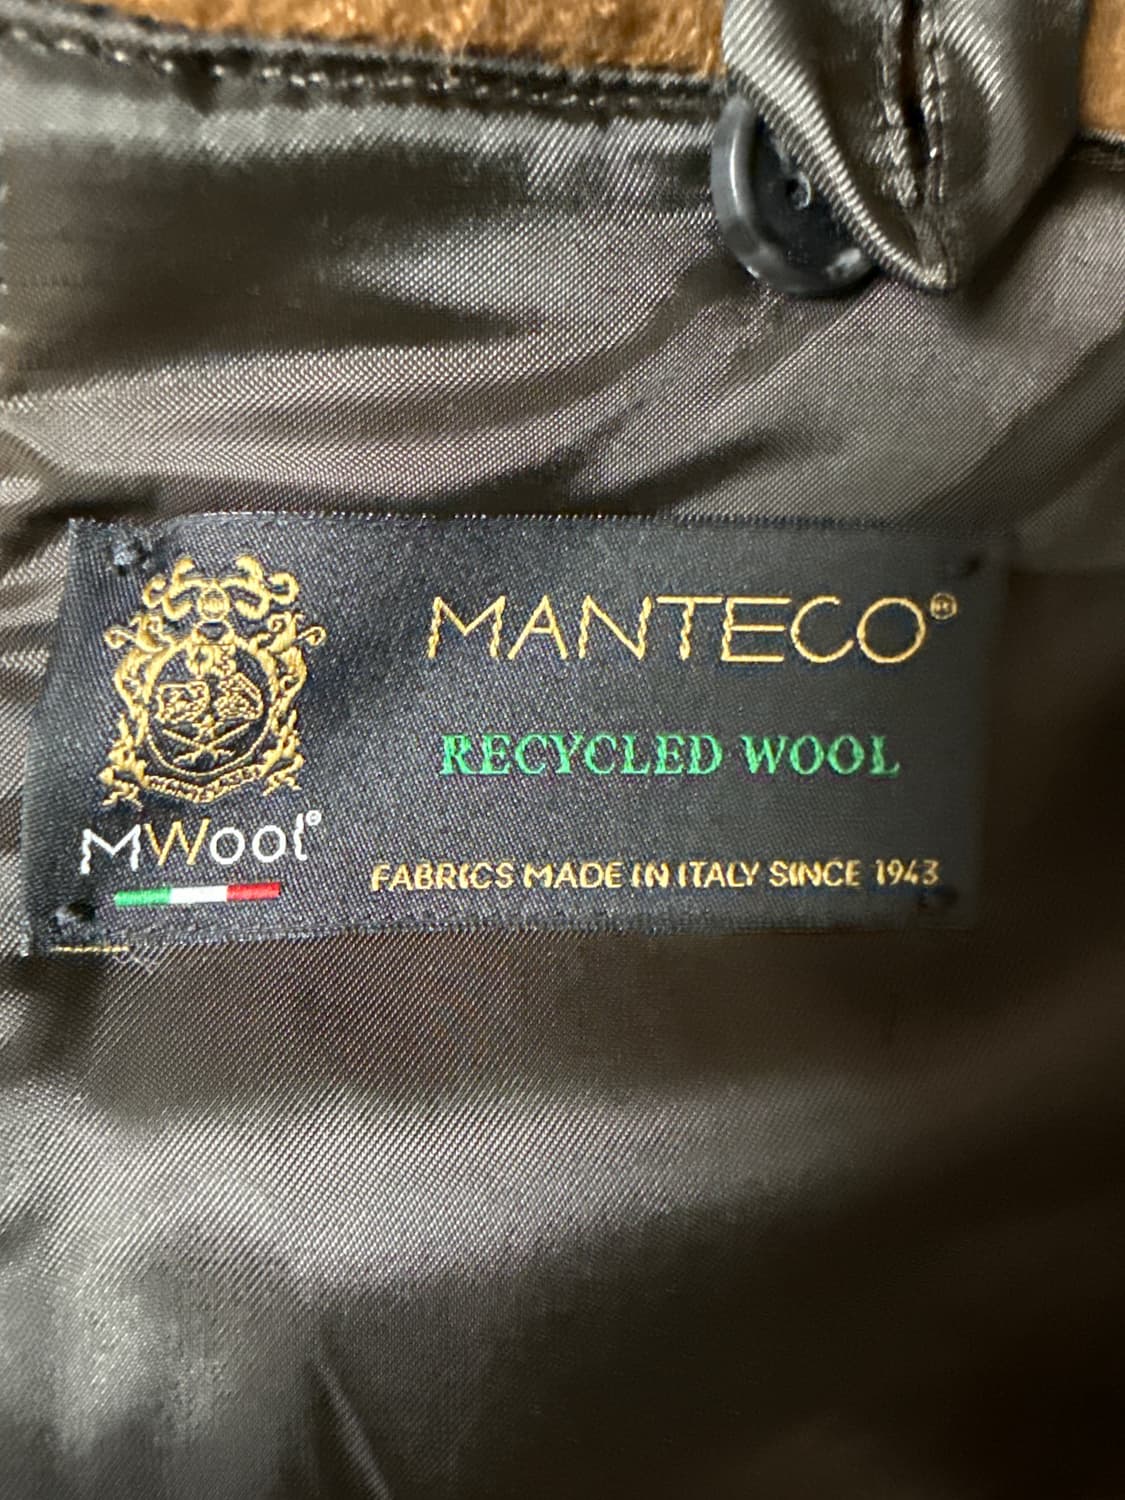 MANTECO®
RECYCLED WOOL
MWool®
FABRICS MADE IN ITALY SINCE 1943